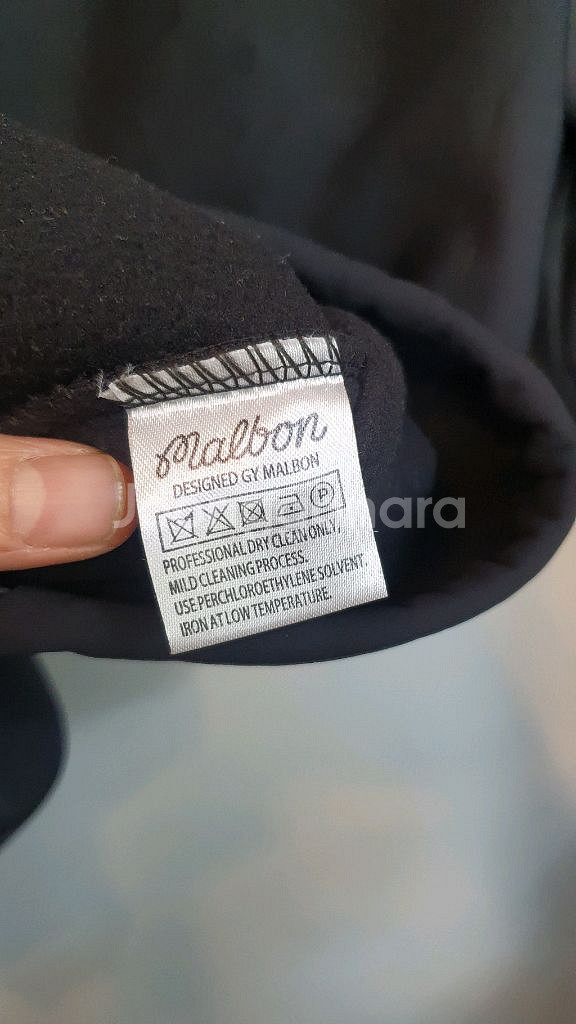 malbon
DESIGNED GY MALBON
P
PROFESSIONAL DRY CLEAN ONLY,
MILD CLEANING PROCESS.
USE PERCHLOROETHYLENE SOLVENT,
IRON AT LOW TEMPERATURE.